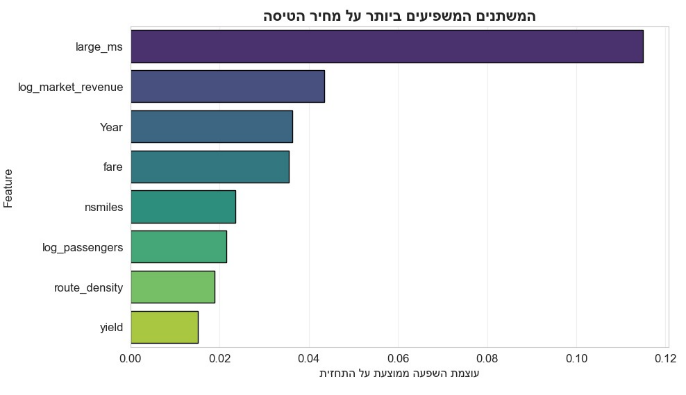 המשתנים המשפיעים ביותר על מחיר הטיסה
large_ms
log_market_revenue
Year
fare
nsmiles
log_passengers
route_density
yield
Feature
0.00 0.02 0.04 0.06 0.08 0.10 0.12
עוצמת השפעה ממוצעת על התחזית